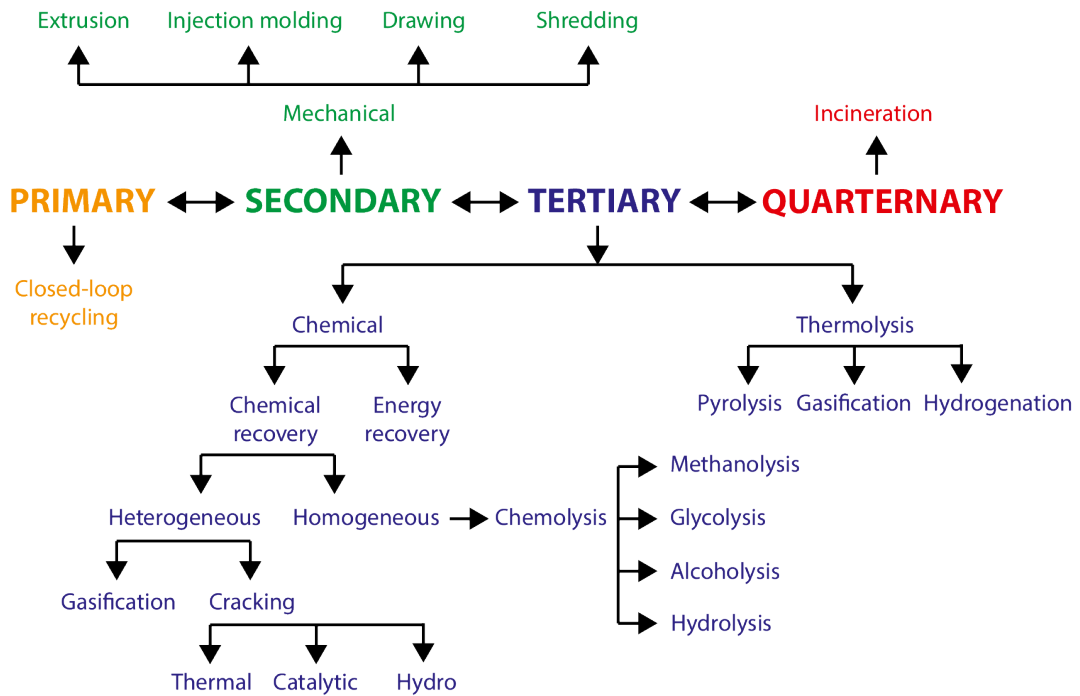 Extrusion Injection molding Drawing Shredding
Mechanical Incineration
PRIMARY SECONDARY TERTIARY QUARTERNARY
Closed-loop
recycling
Chemical Thermolysis
Chemical
recovery
Energy
recovery
Pyrolysis Gasification Hydrogenation
Methanolysis
Heterogeneous Homogeneous Chemolysis Glycolysis
Alcoholysis
Gasification Cracking Hydrolysis
Thermal Catalytic Hydro